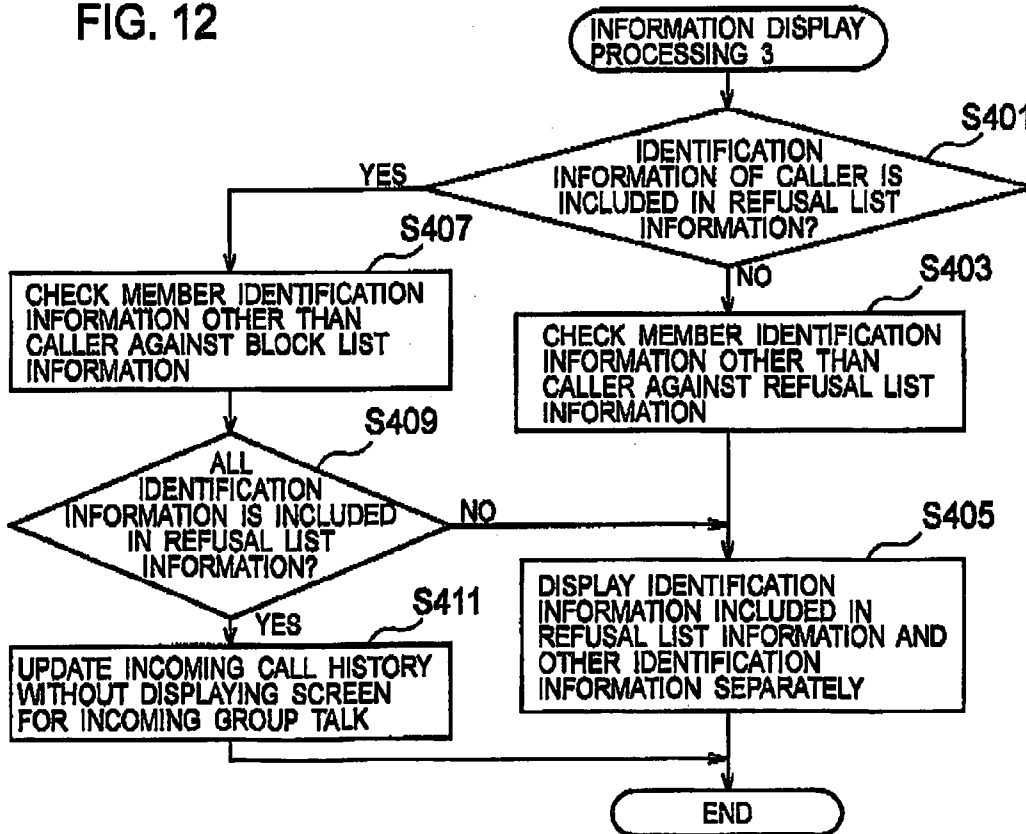 FIG. 12
INFORMATION DISPLAY
PROCESSING 3
S401
IDENTIFICATION
INFORMATION OF CALLER IS
INCLUDED IN REFUSAL LIST
INFORMATION?
YES
NO
S407
CHECK MEMBER IDENTIFICATION
INFORMATION OTHER THAN
CALLER AGAINST BLOCK LIST
INFORMATION
S403
CHECK MEMBER IDENTIFICATION
INFORMATION OTHER THAN
CALLER AGAINST REFUSAL LIST
INFORMATION
S409
ALL
IDENTIFICATION
INFORMATION IS INCLUDED
IN REFUSAL LIST
INFORMATION?
NO
YES
S405
DISPLAY IDENTIFICATION
INFORMATION INCLUDED IN
REFUSAL LIST INFORMATION AND
OTHER IDENTIFICATION
INFORMATION SEPARATELY
S411
UPDATE INCOMING CALL HISTORY
WITHOUT DISPLAYING SCREEN
FOR INCOMING GROUP TALK
END